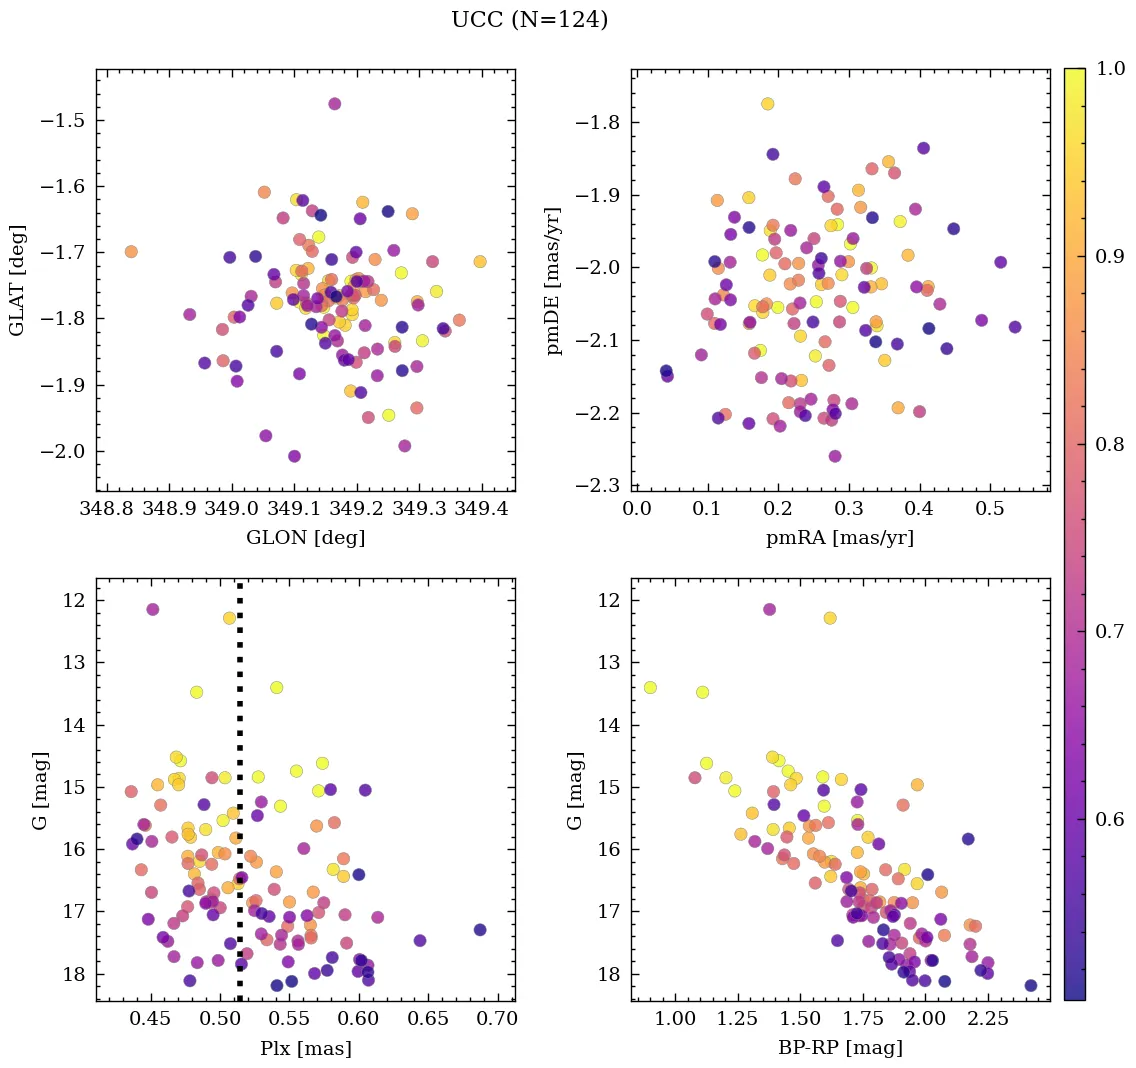 UCC (N=124)
−1.5
−1.6
−1.7
−1.8
−1.9
−2.0
GLAT [deg]
348.8 348.9 349.0 349.1 349.2 349.3 349.4
GLON [deg]
−1.8
−1.9
−2.0
−2.1
−2.2
−2.3
pmDE [mas/yr]
0.0 0.1 0.2 0.3 0.4 0.5
pmRA [mas/yr]
1.0
0.9
0.8
0.7
0.6
12
13
14
15
16
17
18
G [mag]
0.45 0.50 0.55 0.60 0.65 0.70
Plx [mas]
12
13
14
15
16
17
18
G [mag]
1.00 1.25 1.50 1.75 2.00 2.25
BP-RP [mag]